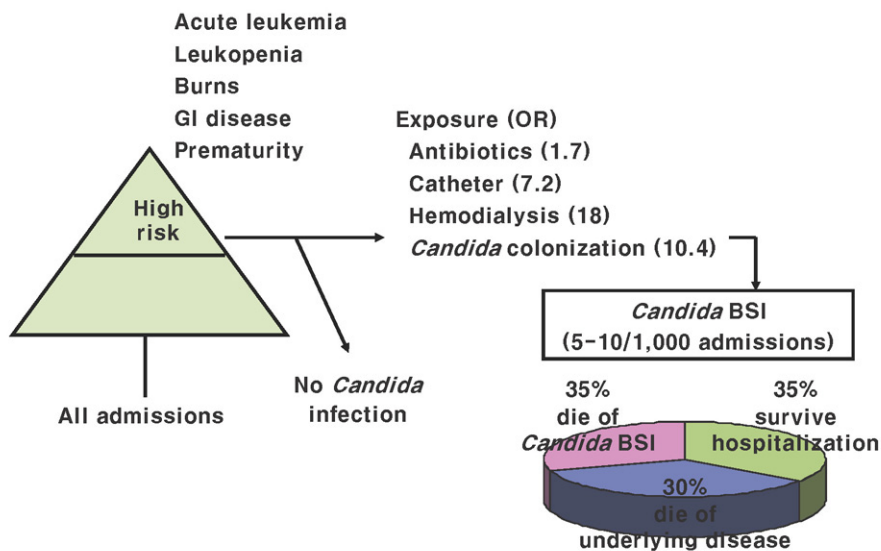 Acute leukemia
Leukopenia
Burns
GI disease
Prematurity
High
risk
All admissions
No Candida
infection
Exposure (OR)
Antibiotics (1.7)
Catheter (7.2)
Hemodialysis (18)
Candida colonization (10.4)
Candida BSI
(5-10/1,000 admissions)
35%
die of
Candida BSI
35%
survive
hospitalization
30%
die of
underlying disease